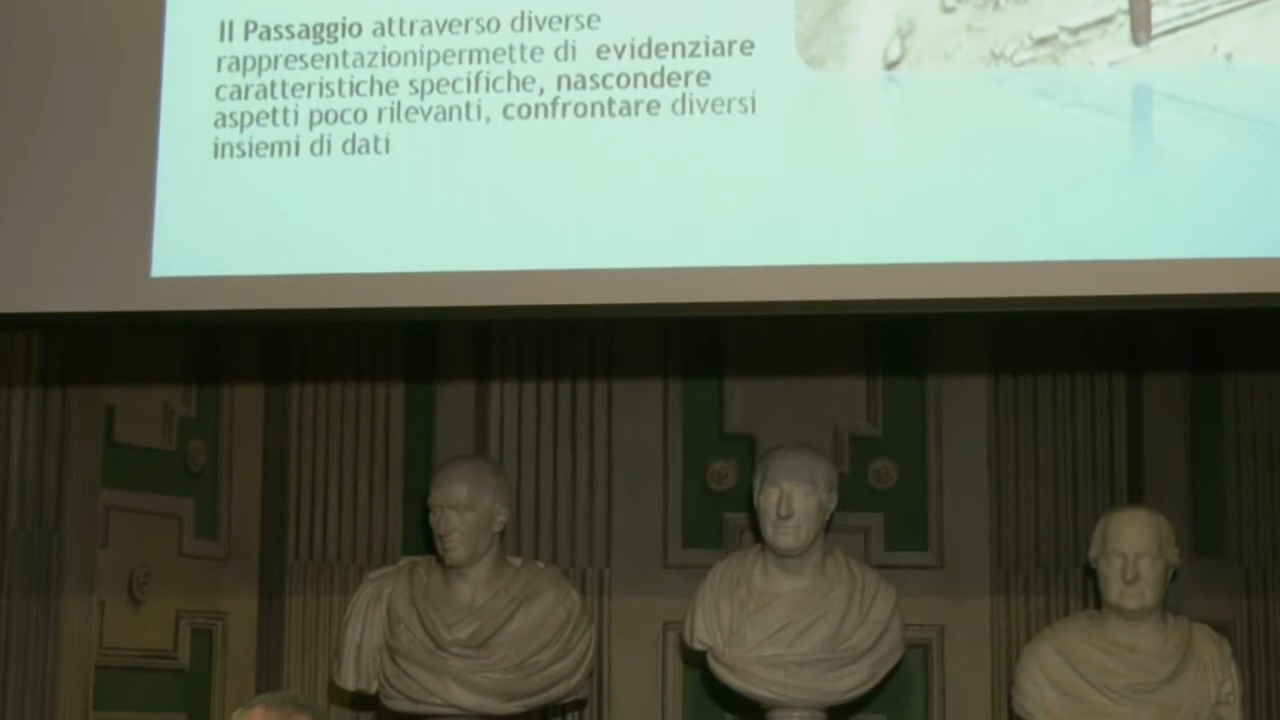 Il Passaggio attraverso diverse
rappresentazionipermette di evidenziare
caratteristiche specifiche, nascondere
aspetti poco rilevanti, confrontare diversi
insiemi di dati